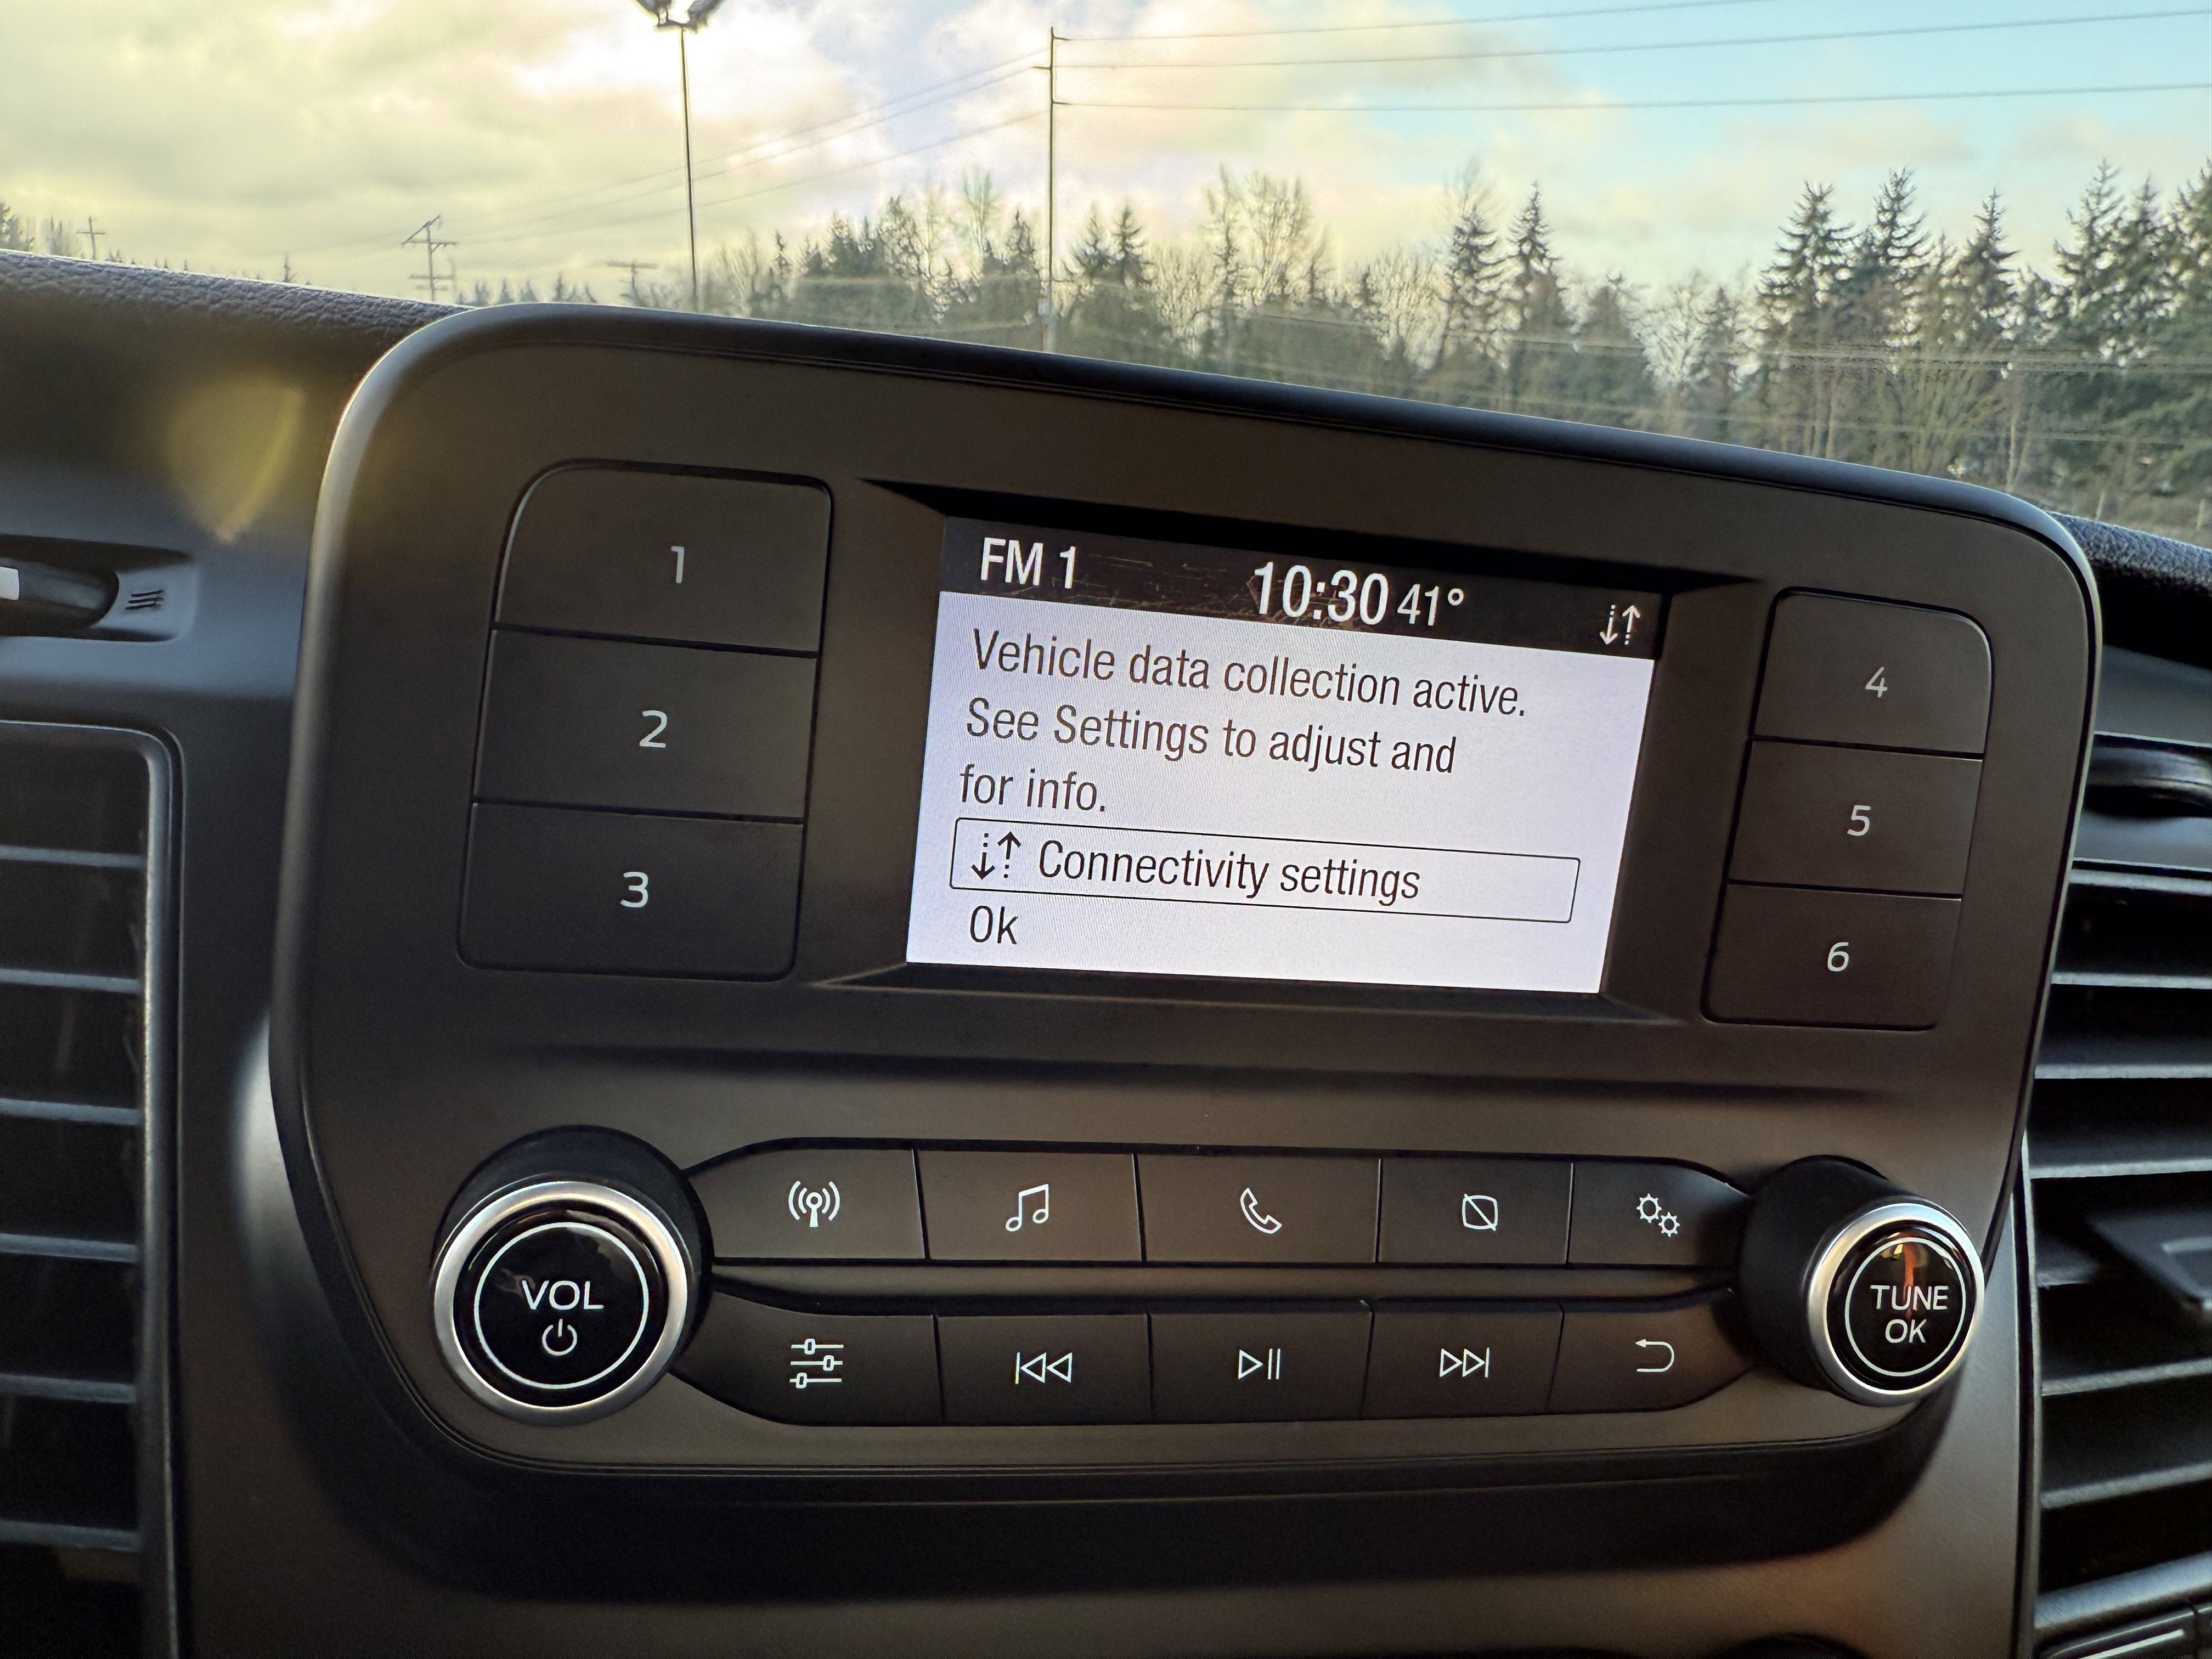 FM 1 10:30 41°
Vehicle data collection active.
See Settings to adjust and
for info.
Connectivity settings
Ok
1
2
3
4
5
6
VOL
TUNE
OK